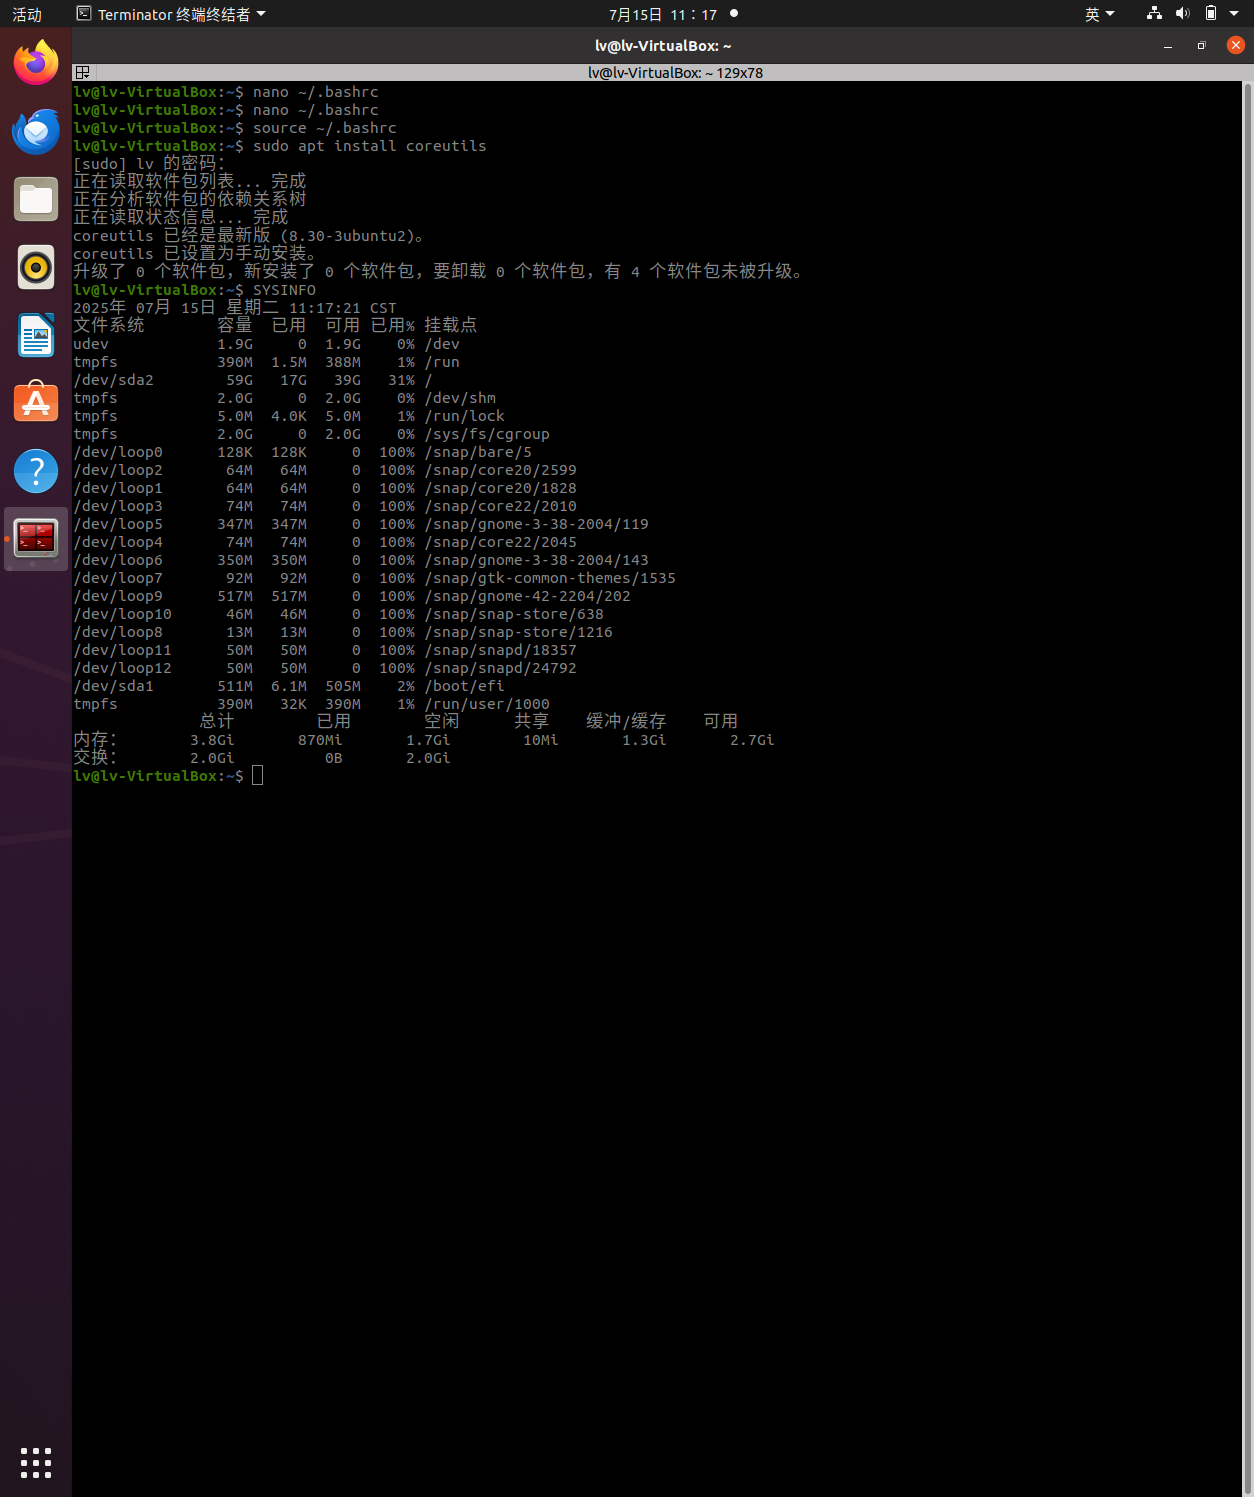 活动 Terminator 终端终结者 7月15日 11：17 英
lv@lv-VirtualBox: ~
lv@lv-VirtualBox: ~ 129x78
lv@lv-VirtualBox:~$ nano ~/.bashrc
lv@lv-VirtualBox:~$ nano ~/.bashrc
lv@lv-VirtualBox:~$ source ~/.bashrc
lv@lv-VirtualBox:~$ sudo apt install coreutils
[sudo] lv 的密码：
正在读取软件包列表... 完成
正在分析软件包的依赖关系树
正在读取状态信息... 完成
coreutils 已经是最新版 (8.30-3ubuntu2)。
coreutils 已设置为手动安装。
升级了 0 个软件包，新安装了 0 个软件包，要卸载 0 个软件包，有 4 个软件包未被升级。
lv@lv-VirtualBox:~$ SYSINFO
2025年 07月 15日 星期二 11:17:21 CST
文件系统        容量  已用  可用 已用% 挂载点
udev            1.9G     0  1.9G    0% /dev
tmpfs           390M  1.5M  388M    1% /run
/dev/sda2        59G   17G   39G   31% /
tmpfs           2.0G     0  2.0G    0% /dev/shm
tmpfs           5.0M  4.0K  5.0M    1% /run/lock
tmpfs           2.0G     0  2.0G    0% /sys/fs/cgroup
/dev/loop0      128K  128K     0  100% /snap/bare/5
/dev/loop2       64M   64M     0  100% /snap/core20/2599
/dev/loop1       64M   64M     0  100% /snap/core20/1828
/dev/loop3       74M   74M     0  100% /snap/core22/2010
/dev/loop5      347M  347M     0  100% /snap/gnome-3-38-2004/119
/dev/loop4       74M   74M     0  100% /snap/core22/2045
/dev/loop6      350M  350M     0  100% /snap/gnome-3-38-2004/143
/dev/loop7       92M   92M     0  100% /snap/gtk-common-themes/1535
/dev/loop9      517M  517M     0  100% /snap/gnome-42-2204/202
/dev/loop10      46M   46M     0  100% /snap/snap-store/638
/dev/loop8       13M   13M     0  100% /snap/snap-store/1216
/dev/loop11      50M   50M     0  100% /snap/snapd/18357
/dev/loop12      50M   50M     0  100% /snap/snapd/24792
/dev/sda1       511M  6.1M  505M    2% /boot/efi
tmpfs           390M   32K  390M    1% /run/user/1000
              总计         已用        空闲      共享    缓冲/缓存    可用
内存：       3.8Gi       870Mi       1.7Gi        10Mi       1.3Gi       2.7Gi
交换：       2.0Gi          0B       2.0Gi
lv@lv-VirtualBox:~$